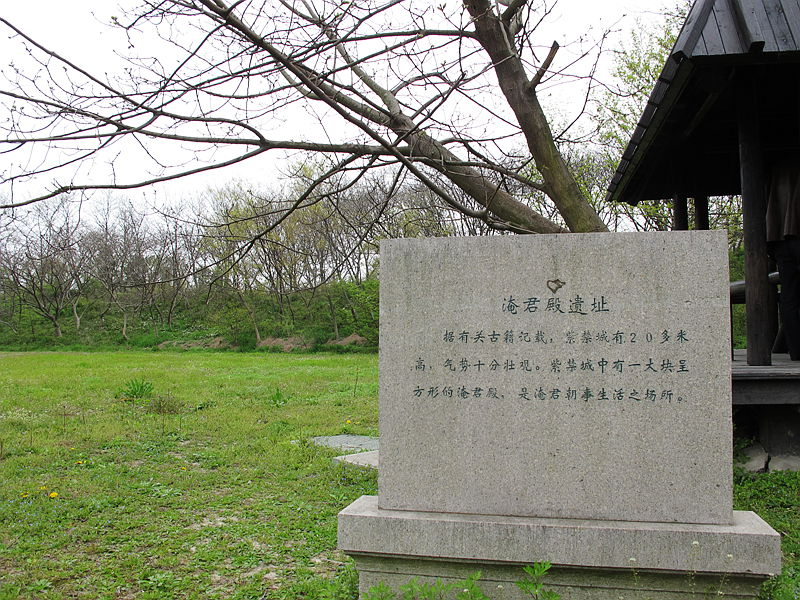 淹君殿遗址
据有关古籍记载，紫禁城有20多米
高，气势十分壮观。紫禁城中有一大块呈
方形的淹君殿，是淹君朝事生活之场所。